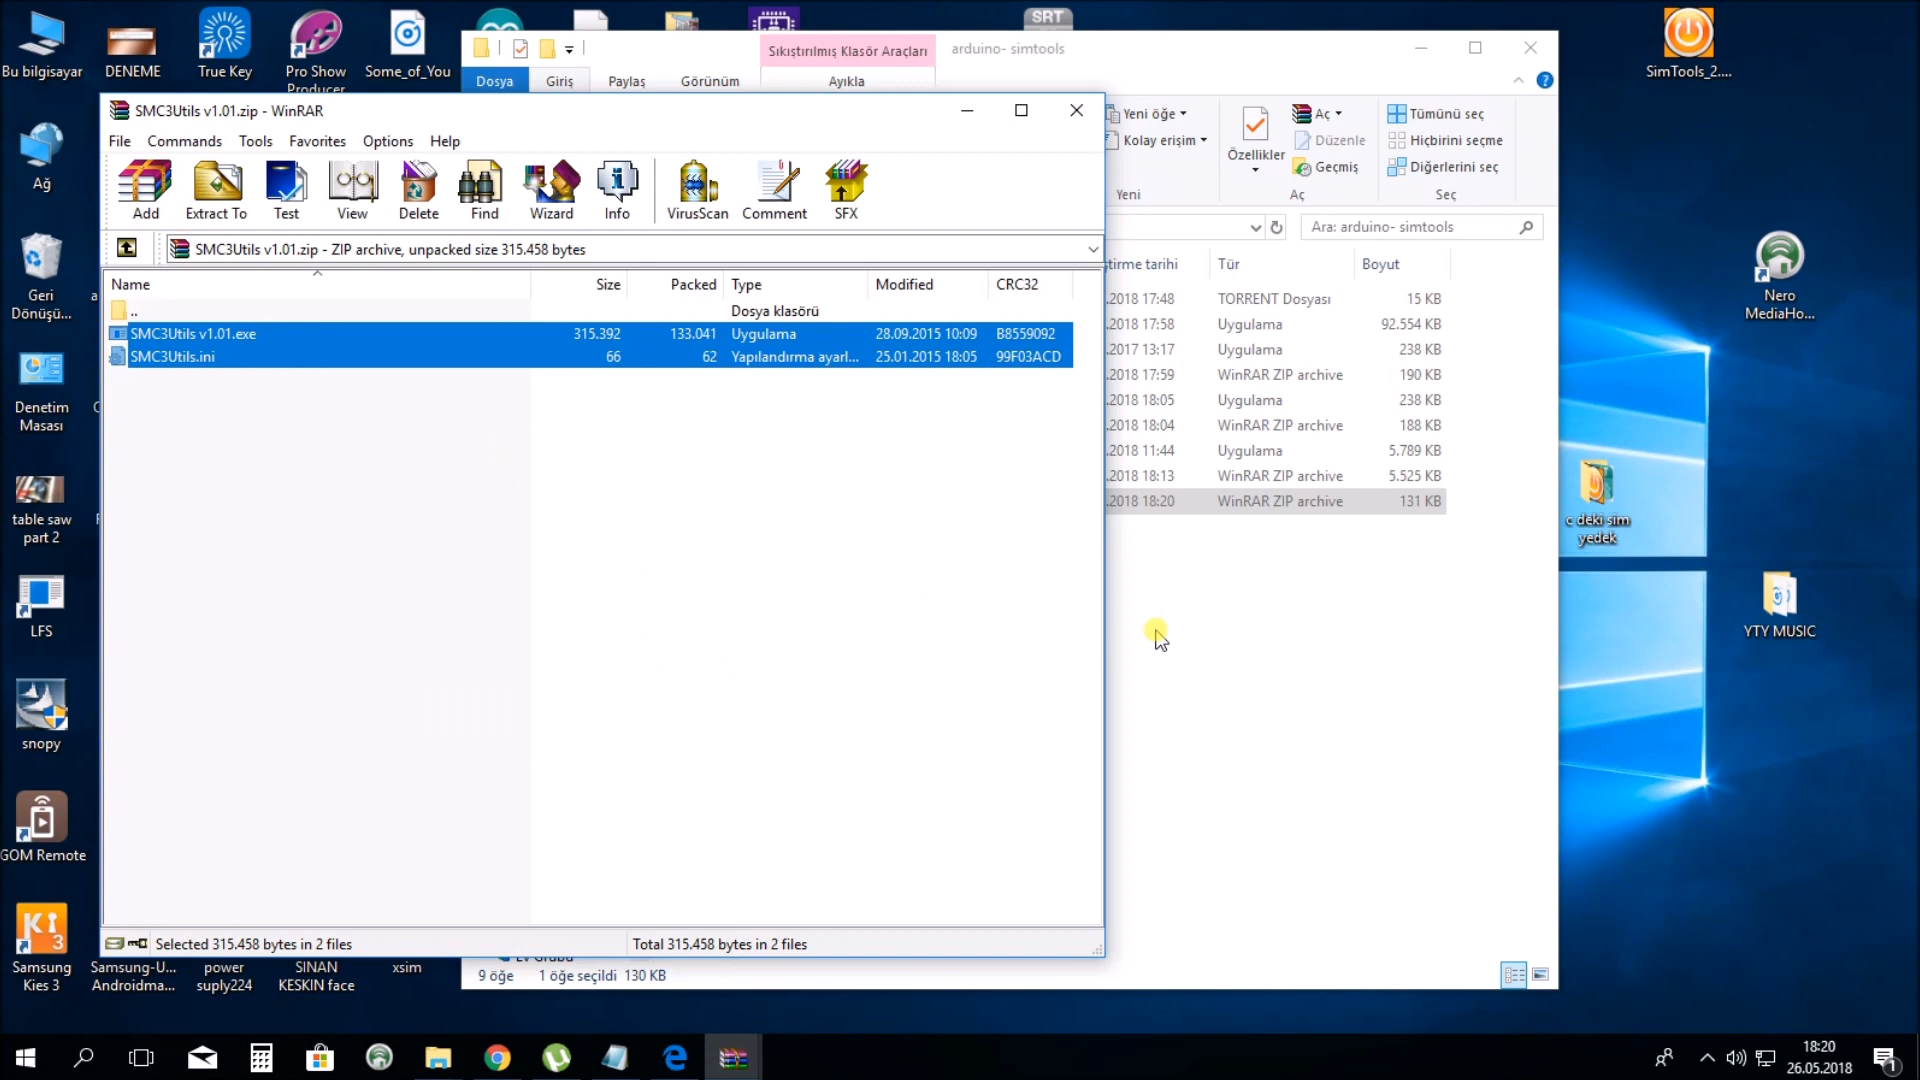 SRT
Bu bilgisayar
DENEME
True Key
Pro Show
Producer
Some_of_You
SimTools_2....
Sıkıştırılmış Klasör Araçları
arduino- simtools
Dosya
Giriş
Paylaş
Görünüm
Ayıkla
SMC3Utils v1.01.zip - WinRAR
File
Commands
Tools
Favorites
Options
Help
Yeni öğe
Kolay erişim
Yeni
Özellikler
Aç
Düzenle
Geçmiş
Aç
Tümünü seç
Hiçbirini seçme
Diğerlerini seç
Seç
Add
Extract To
Test
View
Delete
Find
Wizard
Info
VirusScan
Comment
SFX
SMC3Utils v1.01.zip - ZIP archive, unpacked size 315.458 bytes
Ara: arduino- simtools
Name
Size
Packed
Type
Modified
CRC32
..
Dosya klasörü
SMC3Utils v1.01.exe 315.392 133.041 Uygulama 28.09.2015 10:09 B8559092
SMC3Utils.ini 66 62 Yapılandırma ayarl... 25.01.2015 18:05 99F03ACD
tirme tarihi Tür Boyut
.2018 17:48 TORRENT Dosyası 15 KB
.2018 17:58 Uygulama 92.554 KB
.2017 13:17 Uygulama 238 KB
.2018 17:59 WinRAR ZIP archive 190 KB
.2018 18:05 Uygulama 238 KB
.2018 18:04 WinRAR ZIP archive 188 KB
.2018 11:44 Uygulama 5.789 KB
.2018 18:13 WinRAR ZIP archive 5.525 KB
.2018 18:20 WinRAR ZIP archive 131 KB
Ağ
Geri
Dönüşü...
Denetim
Masası
table saw
part 2
LFS
snopy
GOM Remote
Ki
3
Samsung
Kies 3
Samsung-U...
Androidma...
power
suply224
SINAN
KESKIN face
xsim
Nero
MediaHo...
c deki sim
yedek
YTY MUSIC
Selected 315.458 bytes in 2 files
Total 315.458 bytes in 2 files
Ev Grubu
9 öğe 1 öğe seçildi 130 KB
18:20
26.05.2018
1